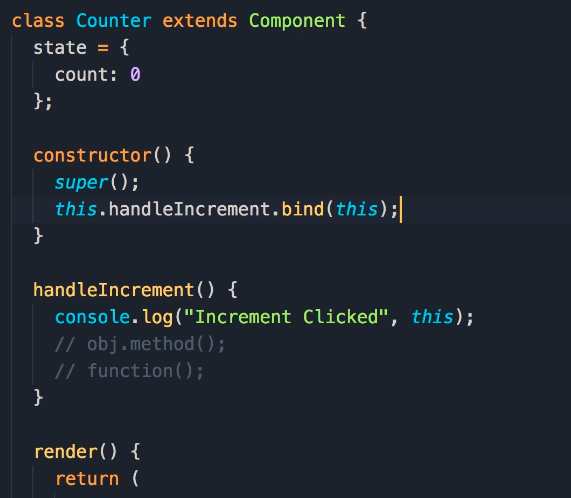 class Counter extends Component {
state = {
count: 0
};
constructor() {
super();
this.handleIncrement.bind(this);
}
handleIncrement() {
console.log("Increment Clicked", this);
// obj.method();
// function();
}
render() {
return (